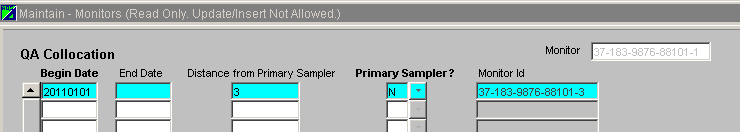 Maintain - Monitors (Read Only. Update/Insert Not Allowed.)
Monitor 37-183-9876-88101-1
QA Collocation
Begin Date End Date Distance from Primary Sampler Primary Sampler? Monitor Id
20110101 3 N 37-183-9876-88101-3